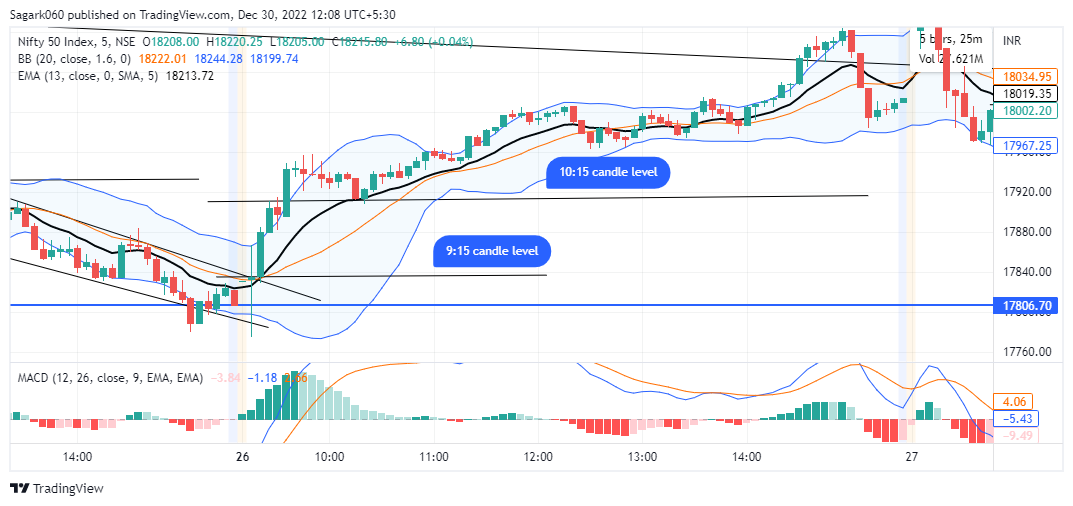 Sagark060 published on TradingView.com, Dec 30, 2022 12:08 UTC+5:30
Nifty 50 Index, 5, NSE O18208.00 H18220.25 L18205.00 C18215.80 +6.80 (+0.04%)
BB (20, close, 1.6, 0) 18222.01 18244.28 18199.74
EMA (13, close, 0, SMA, 5) 18213.72
5 bars, 25m
INR
18034.95
18019.35
18002.20
17967.25
17960.00
10:15 candle level
17920.00
17880.00
9:15 candle level
17840.00
17806.70
17760.00
MACD (12, 26, close, 9, EMA, EMA) −3.84 −1.18
4.06
−5.43
−9.49
14:00 26 10:00 11:00 12:00 13:00 14:00 27
TradingView